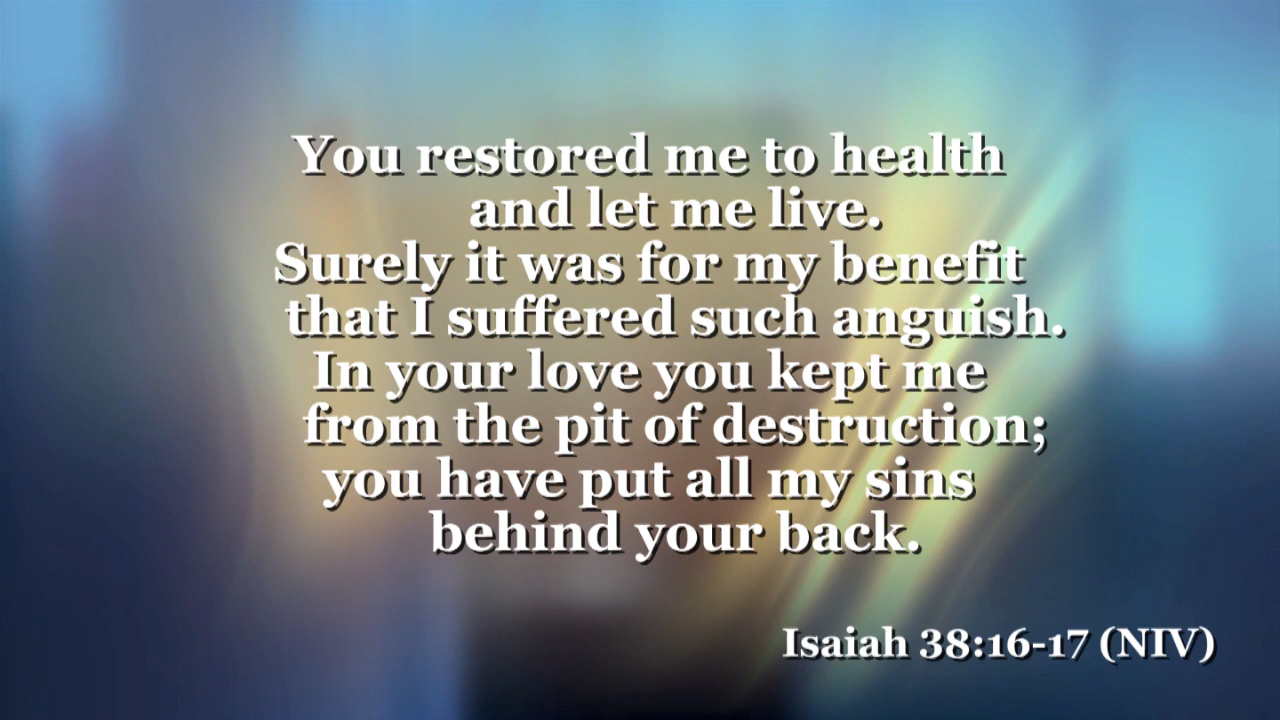 You restored me to health
and let me live.
Surely it was for my benefit
that I suffered such anguish.
In your love you kept me
from the pit of destruction;
you have put all my sins
behind your back.
Isaiah 38:16-17 (NIV)